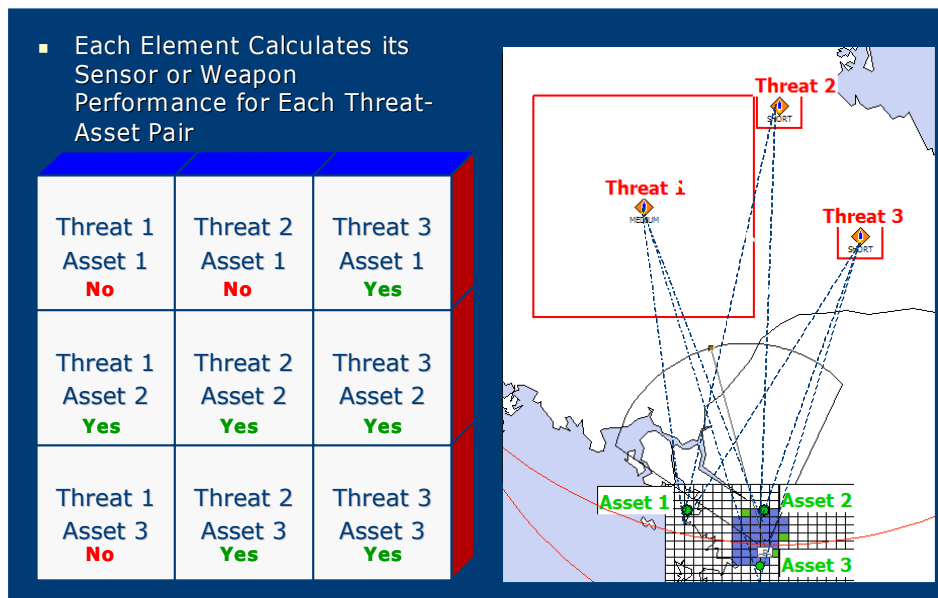 Each Element Calculates its
Sensor or Weapon
Performance for Each Threat-
Asset Pair
Threat 1
Asset 1
No
Threat 2
Asset 1
No
Threat 3
Asset 1
Yes
Threat 1
Asset 2
Yes
Threat 2
Asset 2
Yes
Threat 3
Asset 2
Yes
Threat 1
Asset 3
No
Threat 2
Asset 3
Yes
Threat 3
Asset 3
Yes
Threat 2
SHORT
Threat 1
MEDIUM
Threat 3
SHORT
Asset 1
Asset 2
Asset 3